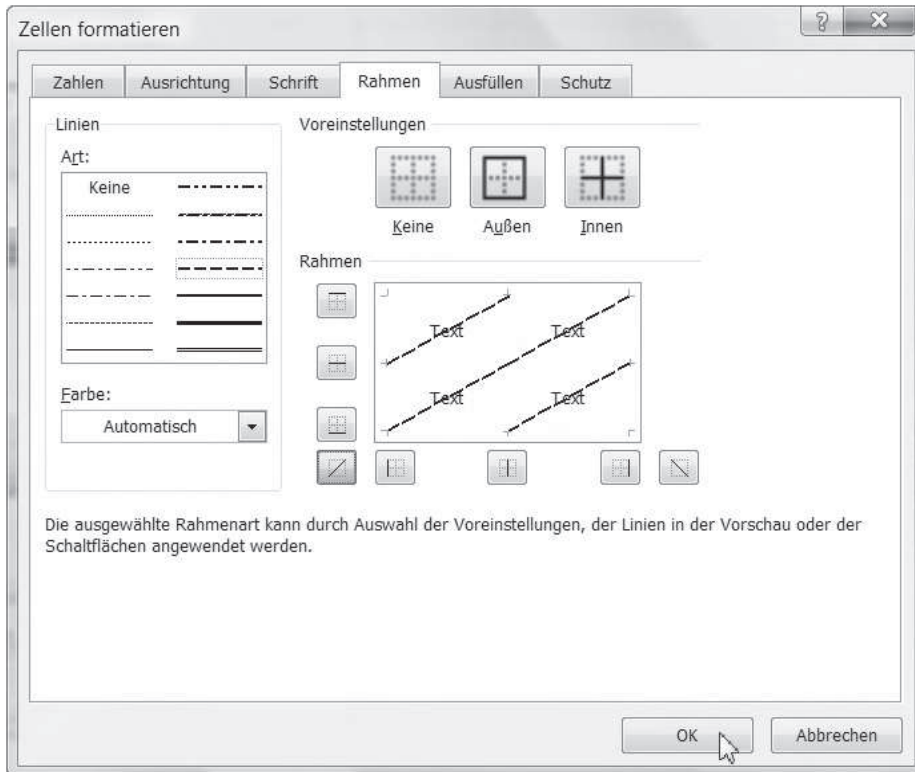 Zellen formatieren
Zahlen Ausrichtung Schrift Rahmen Ausfüllen Schutz
Linien
Art:
Keine
Farbe:
Automatisch
Voreinstellungen
Keine Außen Innen
Rahmen
Text Text
Text Text
Die ausgewählte Rahmenart kann durch Auswahl der Voreinstellungen, der Linien in der Vorschau oder der
Schaltflächen angewendet werden.
OK Abbrechen